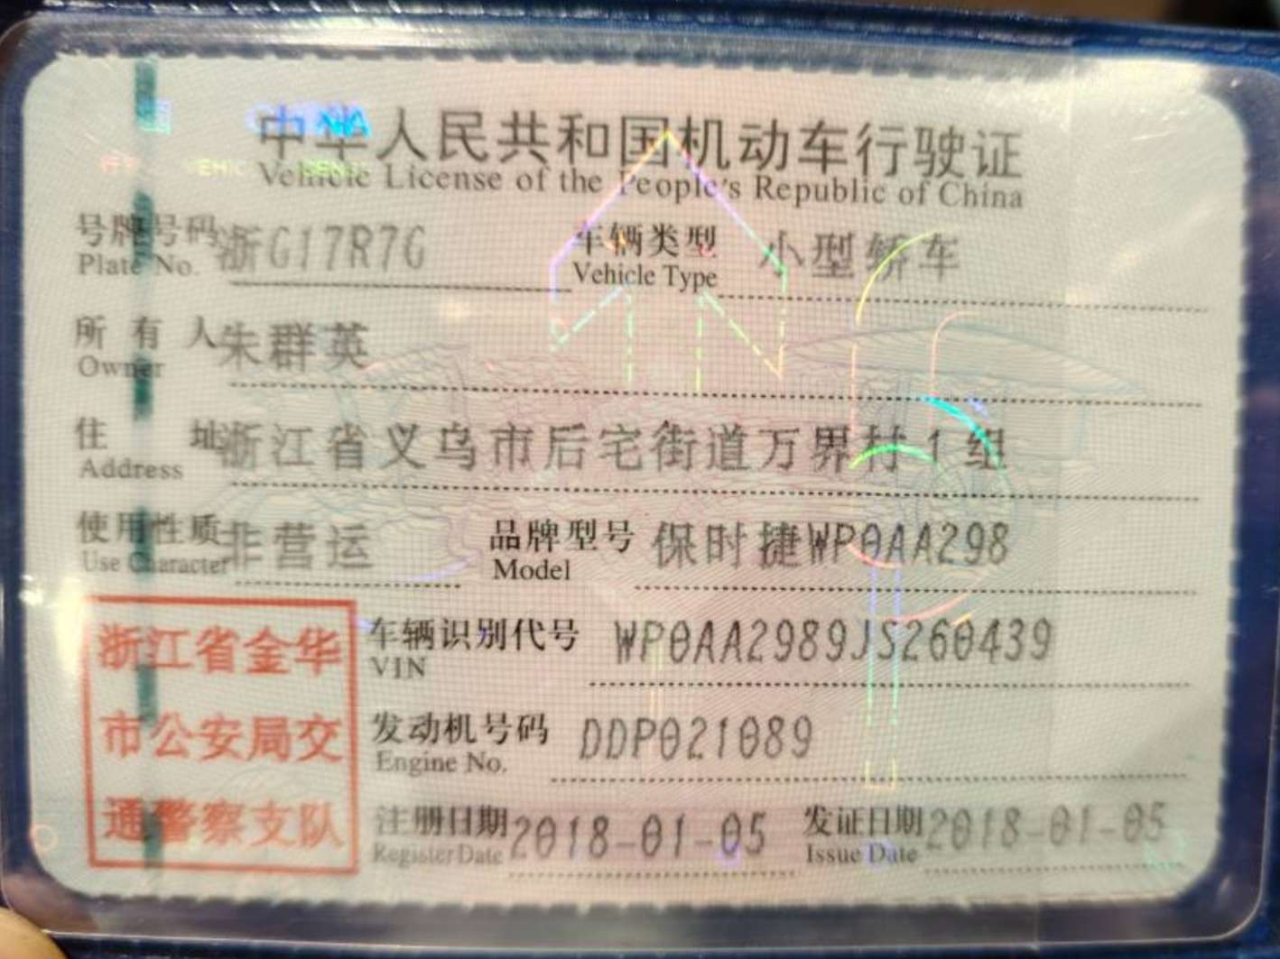 中华人民共和国机动车行驶证
Vehicle License of the People's Republic of China
号牌号码 浙G17R7G 车辆类型 小型轿车
Plate No. Vehicle Type
所有人 朱群英
Owner
住址 浙江省义乌市后宅街道万界村1组
Address
使用性质 非营运 品牌型号 保时捷WP0AA298
Use Character Model
浙江省金华
市公安局交
通警察支队
车辆识别代号 WP0AA2989JS260439
VIN
发动机号码 DDP021089
Engine No.
注册日期 2018-01-05 发证日期 2018-01-05
Register Date Issue Date